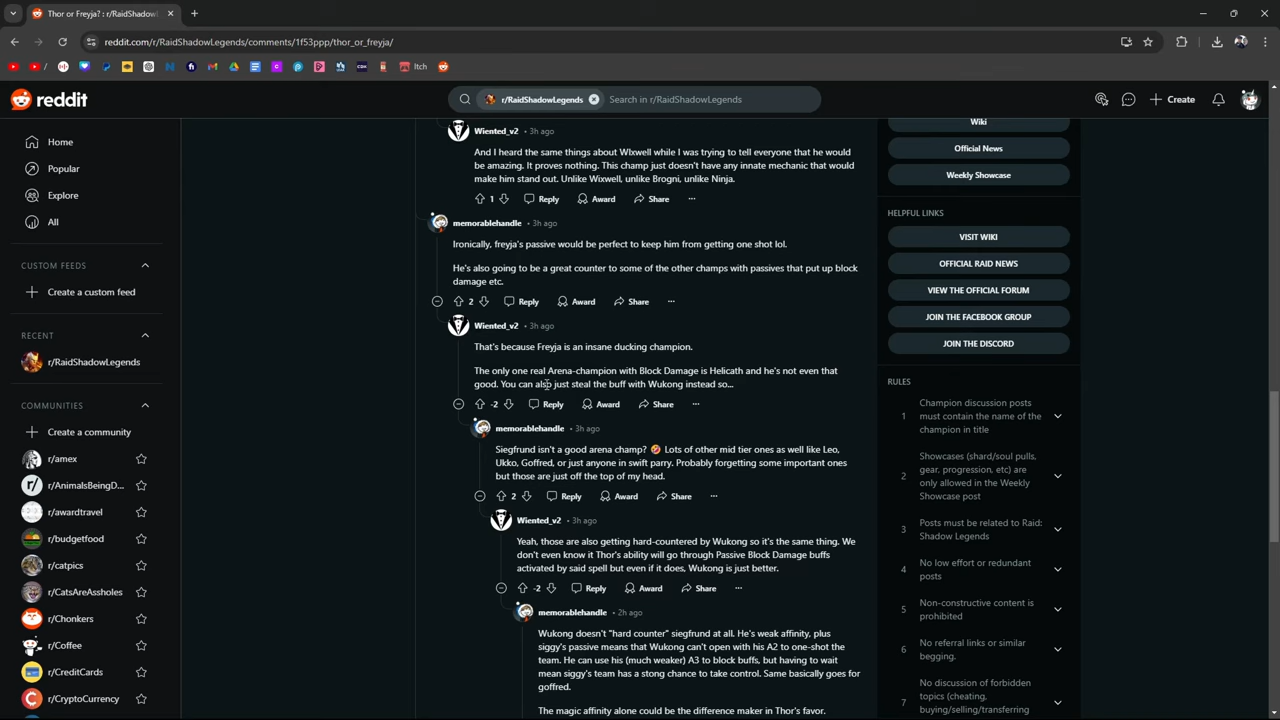 Thor or Freyja? : r/RaidShadowL
reddit.com/r/RaidShadowLegends/comments/1f53ppp/thor_or_freyja/
Itch
reddit
r/RaidShadowLegends
Search in r/RaidShadowLegends
Create
Home
Popular
Explore
All
CUSTOM FEEDS
Create a custom feed
RECENT
r/RaidShadowLegends
COMMUNITIES
Create a community
r/amex
r/AnimalsBeingD...
r/awardtravel
r/budgetfood
r/catpics
r/CatsAreAssholes
r/Chonkers
r/Coffee
r/CreditCards
r/CryptoCurrency
Wiented_v2 • 3h ago
And I heard the same things about WIxwell while I was trying to tell everyone that he would
be amazing. It proves nothing. This champ just doesn't have any innate mechanic that would
make him stand out. Unlike Wixwell, unlike Brogni, unlike Ninja.
1 Reply Award Share ...
memorablehandle • 3h ago
Ironically, freyja's passive would be perfect to keep him from getting one shot lol.
He's also going to be a great counter to some of the other champs with passives that put up block
damage etc.
2 Reply Award Share ...
Wiented_v2 • 3h ago
That's because Freyja is an insane ducking champion.
The only one real Arena-champion with Block Damage is Helicath and he's not even that
good. You can also just steal the buff with Wukong instead so...
-2 Reply Award Share ...
memorablehandle • 3h ago
Siegfrund isn't a good arena champ? 🤣 Lots of other mid tier ones as well like Leo,
Ukko, Goffred, or just anyone in swift parry. Probably forgetting some important ones
but those are just off the top of my head.
2 Reply Award Share ...
Wiented_v2 • 3h ago
Yeah, those are also getting hard-countered by Wukong so it's the same thing. We
don't even know it Thor's ability will go through Passive Block Damage buffs
activated by said spell but even if it does, Wukong is just better.
-2 Reply Award Share ...
memorablehandle • 2h ago
Wukong doesn't "hard counter" siegfrund at all. He's weak affinity, plus
siggy's passive means that Wukong can't open with his A2 to one-shot the
team. He can use his (much weaker) A3 to block buffs, but having to wait
mean siggy's team has a stong chance to take control. Same basically goes for
goffred.
The magic affinity alone could be the difference maker in Thor's favor.
Wiki
Official News
Weekly Showcase
HELPFUL LINKS
VISIT WIKI
OFFICIAL RAID NEWS
VIEW THE OFFICIAL FORUM
JOIN THE FACEBOOK GROUP
JOIN THE DISCORD
RULES
1 Champion discussion posts
must contain the name of the
champion in title
2 Showcases (shard/soul pulls,
gear, progression, etc) are
only allowed in the Weekly
Showcase post
3 Posts must be related to Raid:
Shadow Legends
4 No low effort or redundant
posts
5 Non-constructive content is
prohibited
6 No referral links or similar
begging.
7 No discussion of forbidden
topics (cheating,
buying/selling/transferring